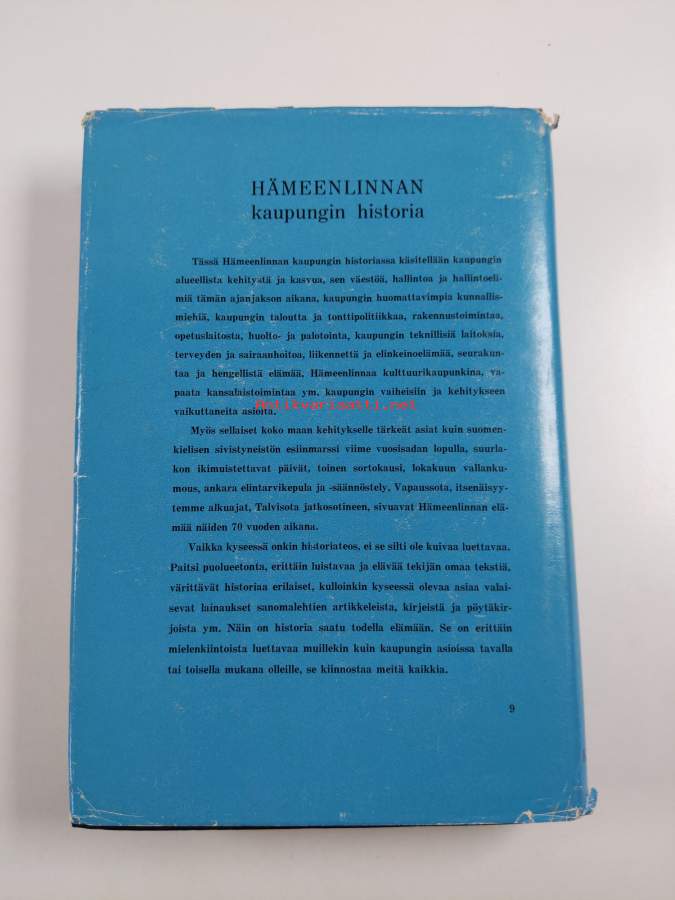 HÄMEENLINNAN
kaupungin historia
Tässä Hämeenlinnan kaupungin historiassa käsitellään kaupungin
alueellista kehitystä ja kasvua, sen väestöä, hallintoa ja hallintoeli-
miä tämän ajanjakson aikana, kaupungin huomattavimpia kunnallis-
miehiä, kaupungin taloutta ja tonttipolitiikkaa, rakennustoimintaa,
opetuslaitosta, huolto- ja palotointa, kaupungin teknillisiä laitoksia,
terveyden ja sairaanhoitoa, liikennettä ja elinkeinoelämää, seurakun-
taa ja hengellistä elämää, Hämeenlinnaa kulttuurikaupunkina, va-
paata kansalaistoimintaa ym. kaupungin vaiheisiin ja kehitykseen
vaikuttaneita asioita.
Antikvariaatti.net
Myös sellaiset koko maan kehitykselle tärkeät asiat kuin suomen-
kielisen sivistyneistön esiinmarssi viime vuosisadan lopulla, suurla-
kon ikimuistettavat päivät, toinen sortokausi, lokakuun vallanku-
mous, ankara elintarvikepula ja -säännöstely, Vapaussota, itsenäisyy-
temme alkuajat, Talvisota jatkosotineen, sivuavat Hämeenlinnan elä-
mää näiden 70 vuoden aikana.
Vaikka kyseessä onkin historiateos, ei se silti ole kuivaa luettavaa.
Paitsi puolueetonta, erittäin luistavaa ja elävää tekijän omaa tekstiä,
värittävät historiaa erilaiset, kulloinkin kyseessä olevaa asiaa valai-
sevat lainaukset sanomalehtien artikkeleista, kirjeistä ja pöytäkir-
joista ym. Näin on historia saatu todella elämään. Se on erittäin
mielenkiintoista luettavaa muillekin kuin kaupungin asioissa tavalla
tai toisella mukana olleille, se kiinnostaa meitä kaikkia.
9